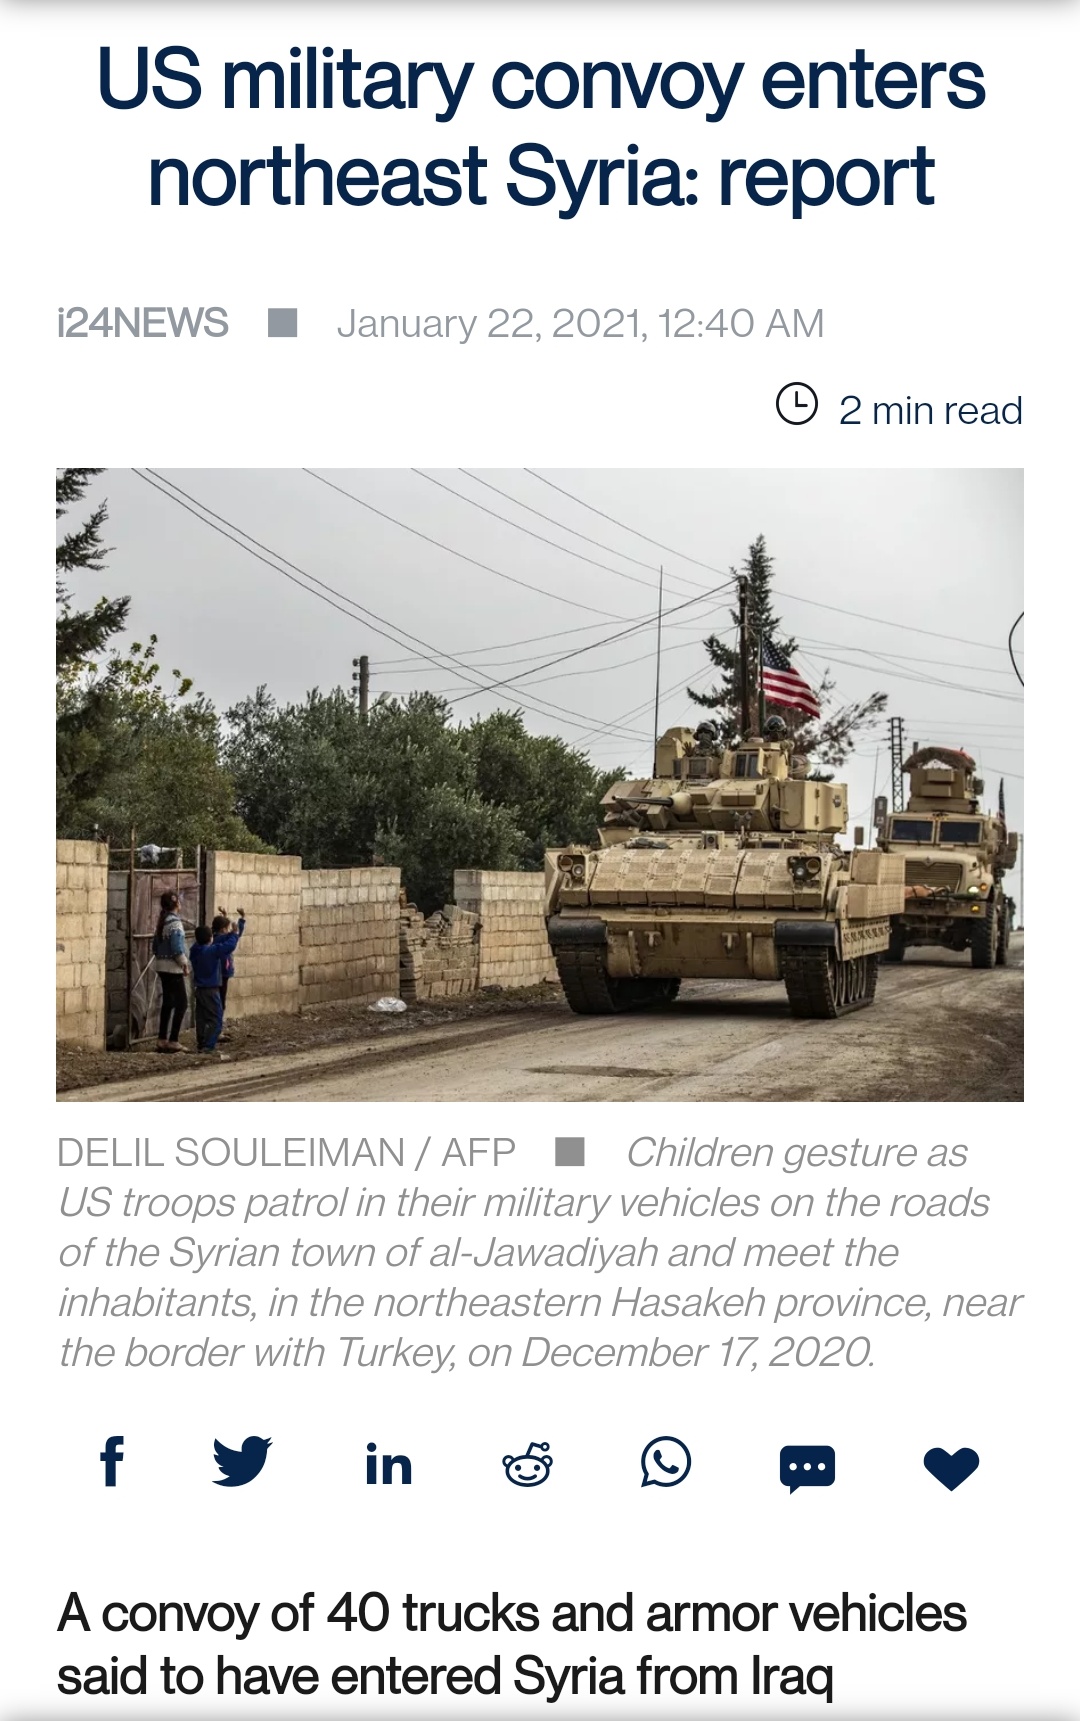 US military convoy enters
northeast Syria: report
i24NEWS ■ January 22, 2021, 12:40 AM
2 min read
DELIL SOULEIMAN / AFP ■ Children gesture as
US troops patrol in their military vehicles on the roads
of the Syrian town of al-Jawadiyah and meet the
inhabitants, in the northeastern Hasakeh province, near
the border with Turkey, on December 17, 2020.
A convoy of 40 trucks and armor vehicles
said to have entered Syria from Iraq